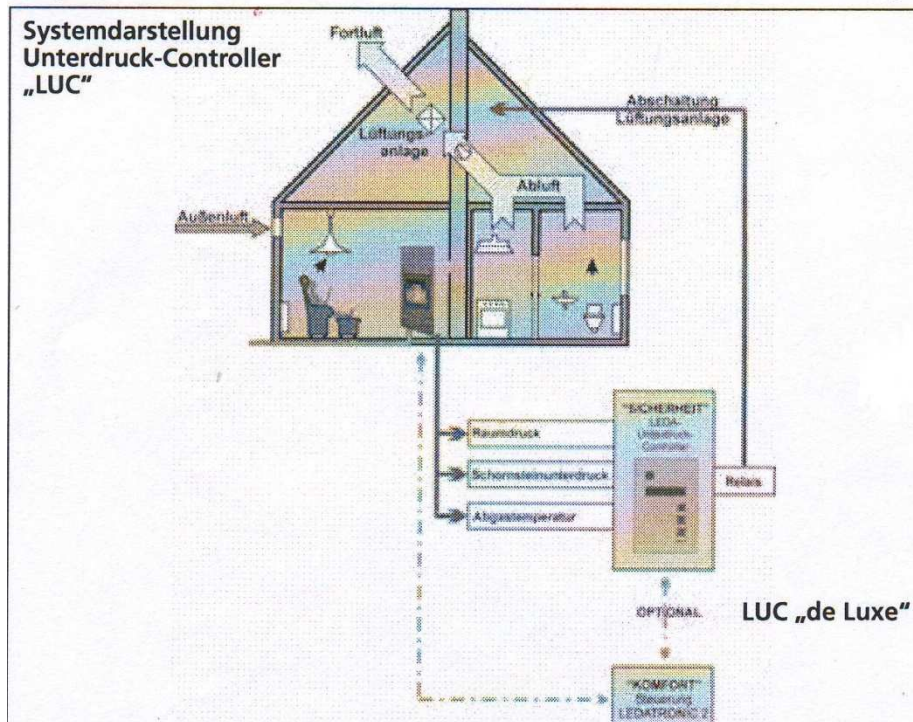 Systemdarstellung
Unterdruck-Controller
„LUC“
Fortluft
Lüftungs
anlage
Abschaltung
Lüftungsanlage
Abluft
Außenluft
"SICHERHEIT"
LEDA-
Unterdruck-
Controller
Raumdruck
Schornsteinunterdruck
Abgastemperatur
Relais
OPTIONAL
LUC „de Luxe“
"KOMFORT"
Steuerung
LEDATRONIC 2